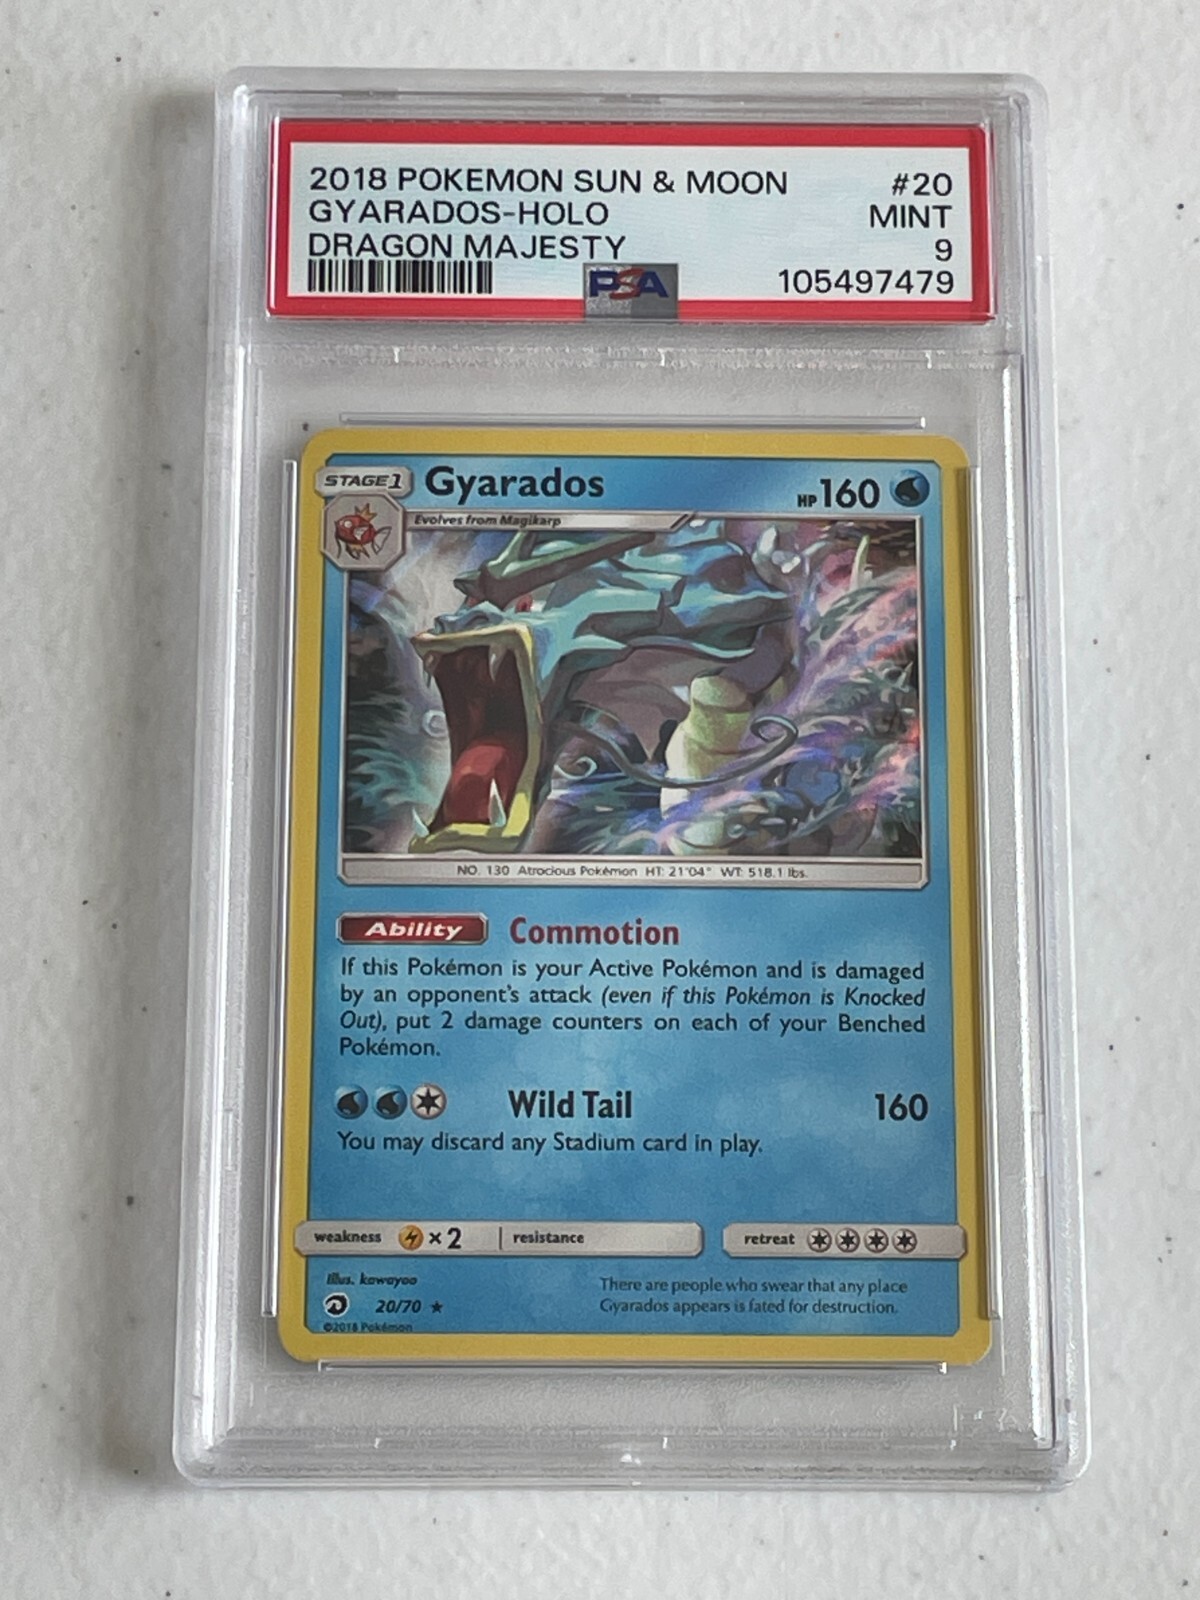 2018 POKEMON SUN & MOON #20
GYARADOS-HOLO MINT
DRAGON MAJESTY 9
PSA 105497479
STAGE 1 Gyarados HP 160
Evolves from Magikarp
NO. 130 Atrocious Pokémon HT: 21'04" WT: 518.1 lbs.
Ability Commotion
If this Pokémon is your Active Pokémon and is damaged
by an opponent's attack (even if this Pokémon is Knocked
Out), put 2 damage counters on each of your Benched
Pokémon.
Wild Tail 160
You may discard any Stadium card in play.
weakness ×2 resistance retreat
Illus. kawayoo
20/70
©2018 Pokémon
There are people who swear that any place
Gyarados appears is fated for destruction.